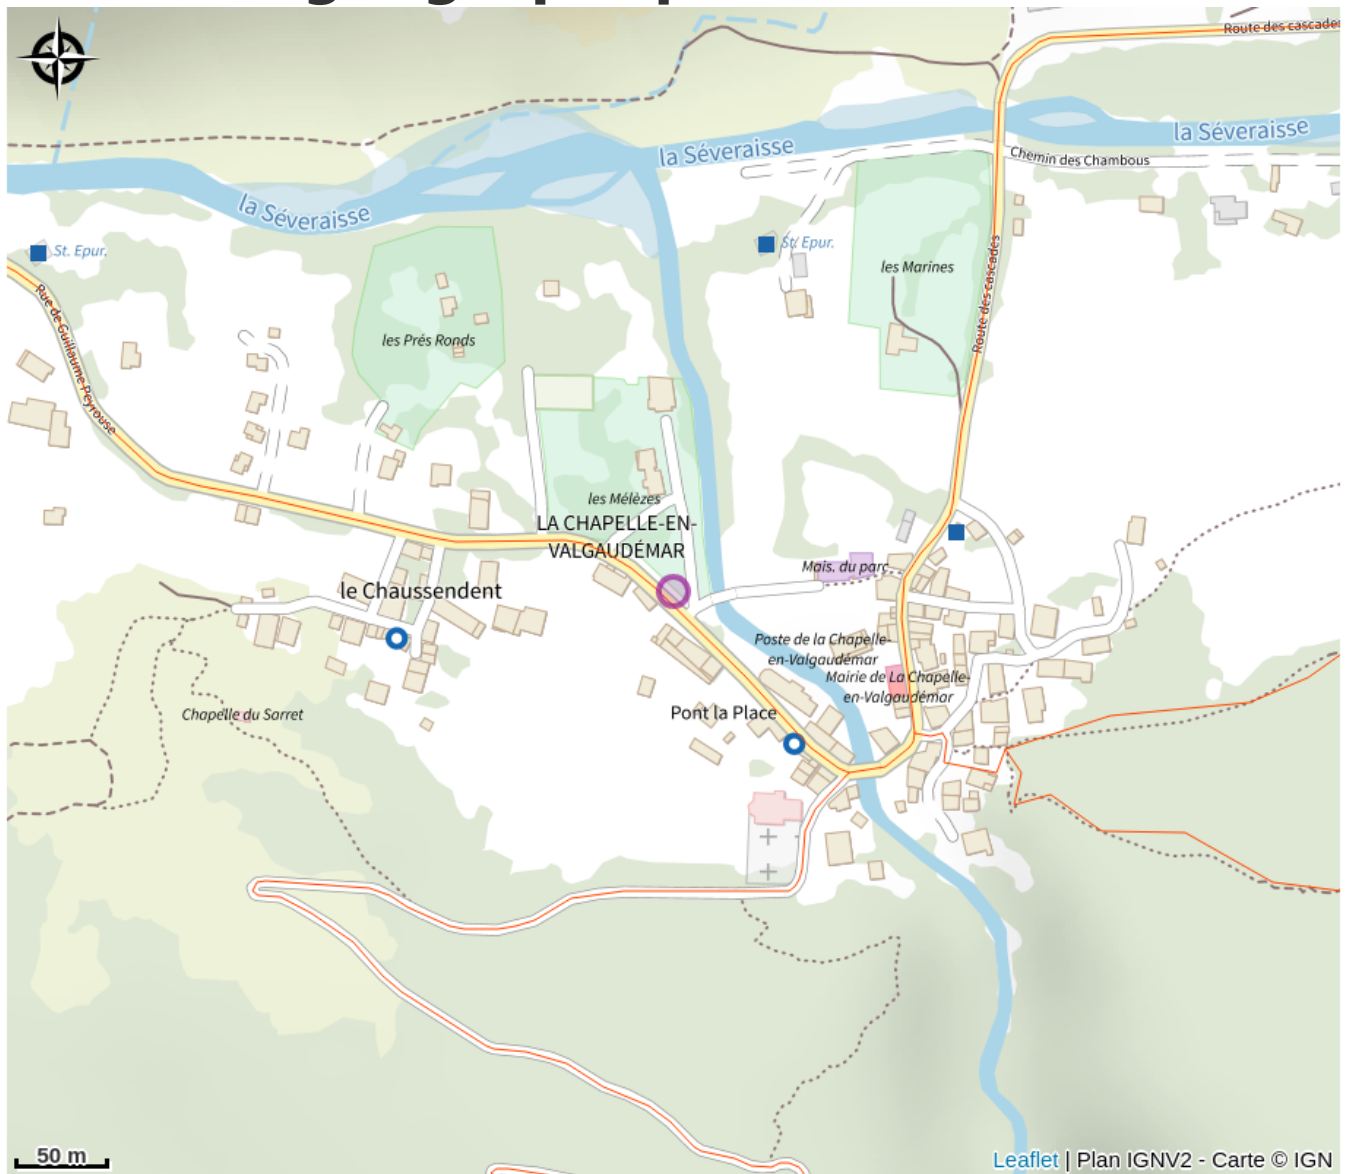 Route des cascades
la Séveraisse
la Séveraisse
Chemin des Chambous
la Séveraisse
St. Epur.
St. Epur.
les Marines
Route des cascades
Rue de Guillaume Peyrouse
les Prés Ronds
les Mélèzes
LA CHAPELLE-EN-
VALGAUDÉMAR
Mais. du parc
le Chaussendent
Poste de la Chapelle-
en-Valgaudémar
Mairie de La Chapelle-
en-Valgaudémar
Chapelle du Sarret
Pont la Place
50 m
Leaflet | Plan IGNV2 - Carte © IGN